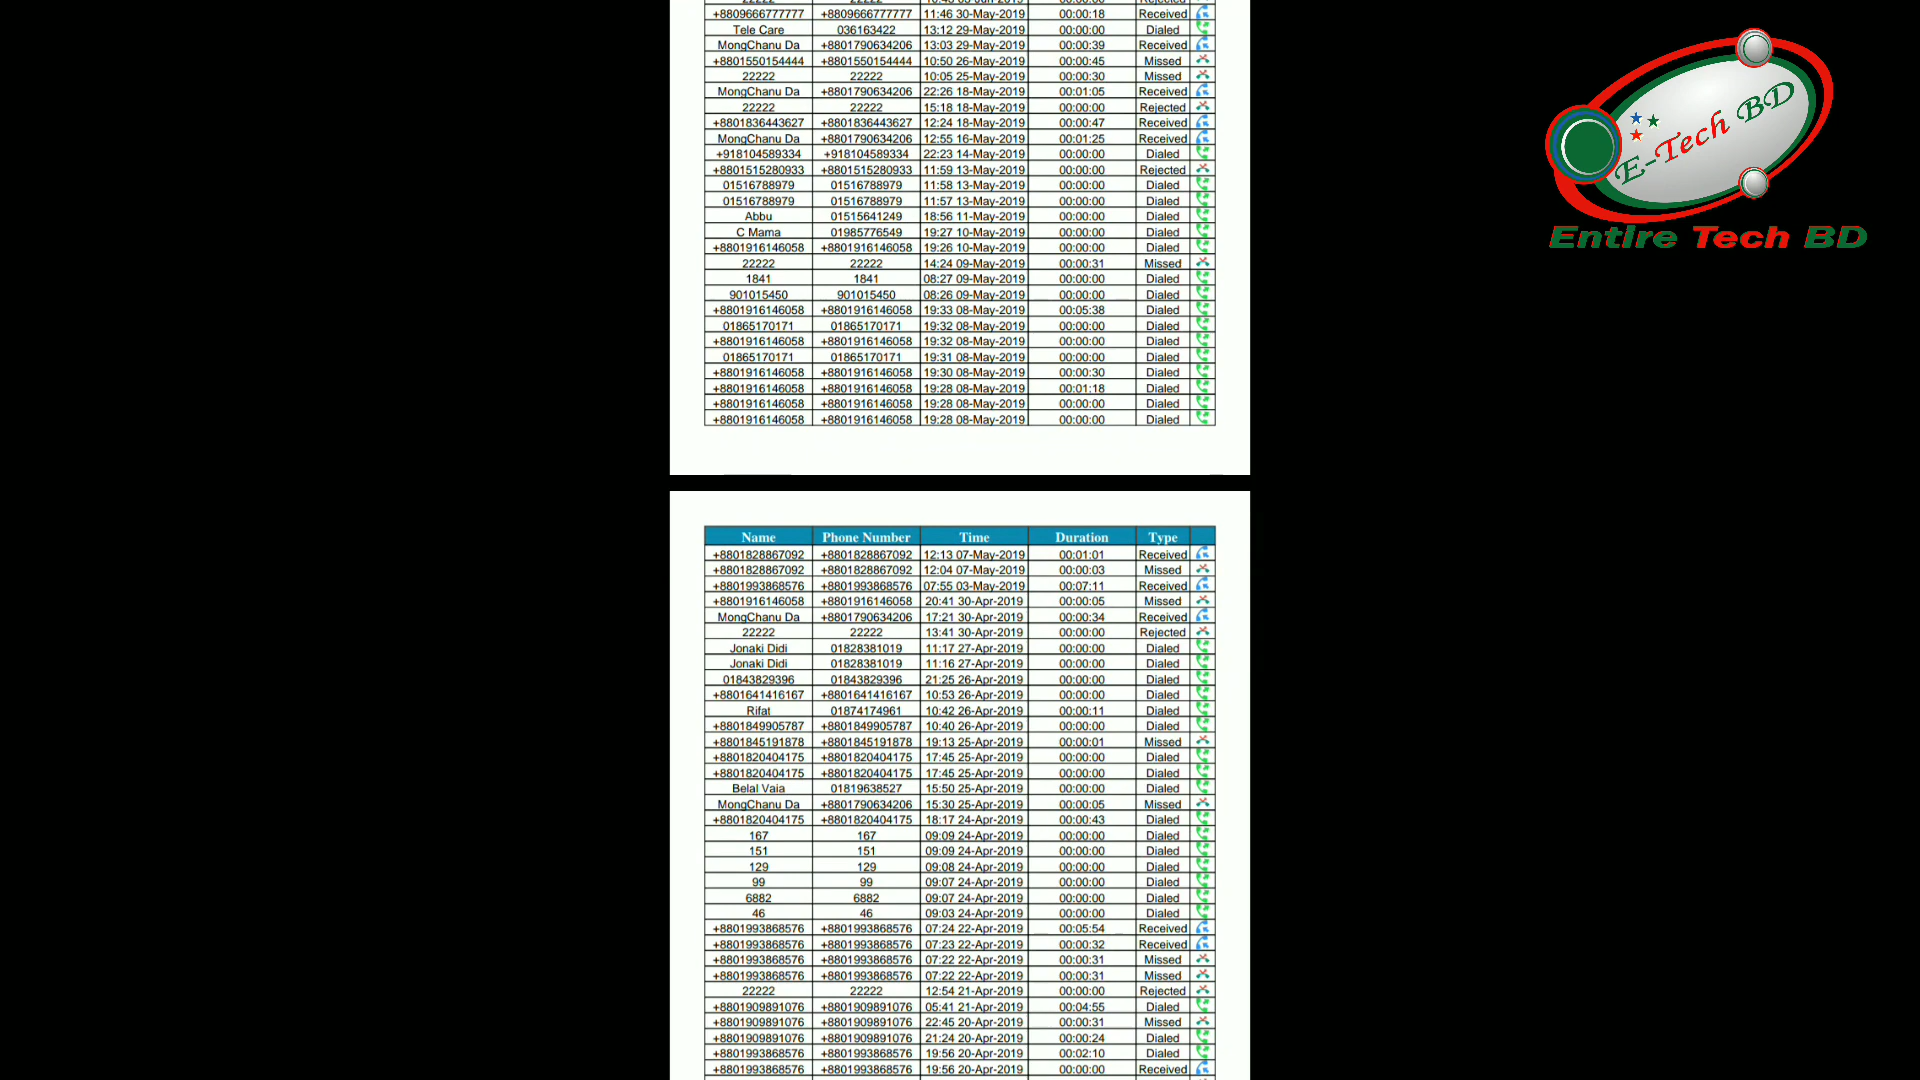 +8809666777777 +8809666777777 11:46 30-May-2019 00:00:18 Received
Tele Care 036163422 13:12 29-May-2019 00:00:00 Dialed
MongChanu Da +8801790634206 13:03 29-May-2019 00:00:39 Received
+8801550154444 +8801550154444 10:50 26-May-2019 00:00:45 Missed
22222 22222 10:05 25-May-2019 00:00:30 Missed
MongChanu Da +8801790634206 22:26 18-May-2019 00:01:05 Received
22222 22222 15:18 18-May-2019 00:00:00 Rejected
+8801836443627 +8801836443627 12:24 18-May-2019 00:00:47 Received
MongChanu Da +8801790634206 12:55 16-May-2019 00:01:25 Received
+918104589334 +918104589334 22:23 14-May-2019 00:00:00 Dialed
+8801515280933 +8801515280933 11:59 13-May-2019 00:00:00 Rejected
01516788979 01516788979 11:58 13-May-2019 00:00:00 Dialed
01516788979 01516788979 11:57 13-May-2019 00:00:00 Dialed
Abbu 01515641249 18:56 11-May-2019 00:00:00 Dialed
C Mama 01985776549 19:27 10-May-2019 00:00:00 Dialed
+8801916146058 +8801916146058 19:26 10-May-2019 00:00:00 Dialed
22222 22222 14:24 09-May-2019 00:00:31 Missed
1841 1841 08:27 09-May-2019 00:00:00 Dialed
901015450 901015450 08:26 09-May-2019 00:00:00 Dialed
+8801916146058 +8801916146058 19:33 08-May-2019 00:05:38 Dialed
01865170171 01865170171 19:32 08-May-2019 00:00:00 Dialed
+8801916146058 +8801916146058 19:32 08-May-2019 00:00:00 Dialed
01865170171 01865170171 19:31 08-May-2019 00:00:00 Dialed
+8801916146058 +8801916146058 19:30 08-May-2019 00:00:30 Dialed
+8801916146058 +8801916146058 19:28 08-May-2019 00:01:18 Dialed
+8801916146058 +8801916146058 19:28 08-May-2019 00:00:00 Dialed
+8801916146058 +8801916146058 19:28 08-May-2019 00:00:00 Dialed
Name Phone Number Time Duration Type
+8801828867092 +8801828867092 12:13 07-May-2019 00:01:01 Received
+8801828867092 +8801828867092 12:04 07-May-2019 00:00:03 Missed
+8801993868576 +8801993868576 07:55 03-May-2019 00:07:11 Received
+8801916146058 +8801916146058 20:41 30-Apr-2019 00:00:05 Missed
MongChanu Da +8801790634206 17:21 30-Apr-2019 00:00:34 Received
22222 22222 13:41 30-Apr-2019 00:00:00 Rejected
Jonaki Didi 01828381019 11:17 27-Apr-2019 00:00:00 Dialed
Jonaki Didi 01828381019 11:16 27-Apr-2019 00:00:00 Dialed
01843829396 01843829396 21:25 26-Apr-2019 00:00:00 Dialed
+8801641416167 +8801641416167 10:53 26-Apr-2019 00:00:00 Dialed
Rifat 01874174961 10:42 26-Apr-2019 00:00:11 Dialed
+8801849905787 +8801849905787 10:40 26-Apr-2019 00:00:00 Dialed
+8801845191878 +8801845191878 19:13 25-Apr-2019 00:00:01 Missed
+8801820404175 +8801820404175 17:45 25-Apr-2019 00:00:00 Dialed
+8801820404175 +8801820404175 17:45 25-Apr-2019 00:00:00 Dialed
Belal Vaia 01819638527 15:50 25-Apr-2019 00:00:00 Dialed
MongChanu Da +8801790634206 15:30 25-Apr-2019 00:00:05 Missed
+8801820404175 +8801820404175 18:17 24-Apr-2019 00:00:43 Dialed
167 167 09:09 24-Apr-2019 00:00:00 Dialed
151 151 09:09 24-Apr-2019 00:00:00 Dialed
129 129 09:08 24-Apr-2019 00:00:00 Dialed
99 99 09:07 24-Apr-2019 00:00:00 Dialed
6882 6882 09:07 24-Apr-2019 00:00:00 Dialed
46 46 09:03 24-Apr-2019 00:00:00 Dialed
+8801993868576 +8801993868576 07:24 22-Apr-2019 00:05:54 Received
+8801993868576 +8801993868576 07:23 22-Apr-2019 00:00:32 Received
+8801993868576 +8801993868576 07:22 22-Apr-2019 00:00:31 Missed
+8801993868576 +8801993868576 07:22 22-Apr-2019 00:00:31 Missed
22222 22222 12:54 21-Apr-2019 00:00:00 Rejected
+8801909891076 +8801909891076 05:41 21-Apr-2019 00:04:55 Dialed
+8801909891076 +8801909891076 22:45 20-Apr-2019 00:00:31 Missed
+8801909891076 +8801909891076 21:24 20-Apr-2019 00:00:24 Dialed
+8801993868576 +8801993868576 19:56 20-Apr-2019 00:02:10 Dialed
+8801993868576 +8801993868576 19:56 20-Apr-2019 00:00:00 Received
E-Tech BD
EntIre Tech BD